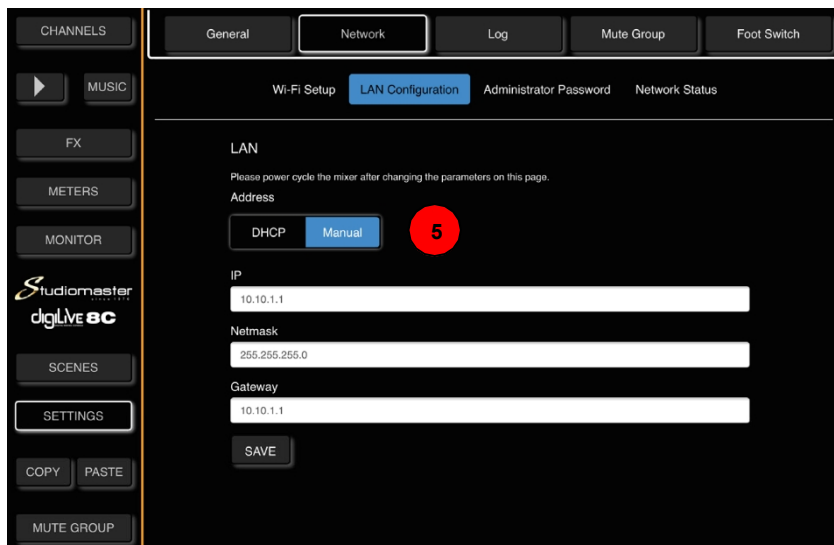 CHANNELS
MUSIC
FX
METERS
MONITOR
Studiomaster
since 1976
digiLiVE 8C
SCENES
SETTINGS
COPY PASTE
MUTE GROUP
General Network Log Mute Group Foot Switch
Wi-Fi Setup LAN Configuration Administrator Password Network Status
LAN
Please power cycle the mixer after changing the parameters on this page.
Address
DHCP Manual 5
IP
10.10.1.1
Netmask
255.255.255.0
Gateway
10.10.1.1
SAVE